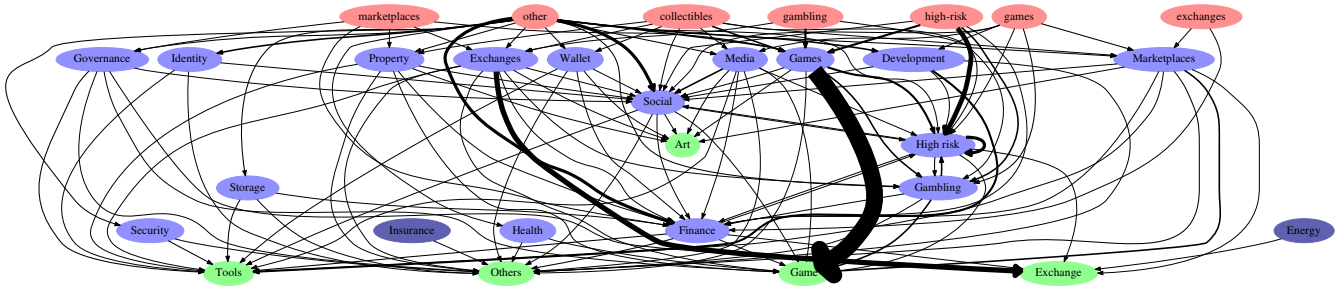 marketplaces other collectibles gambling high-risk games exchanges
Governance Identity Property Exchanges Wallet Media Games Development Marketplaces
Social
Art High risk
Storage Gambling
Security Insurance Health Finance Energy
Tools Others Game Exchange